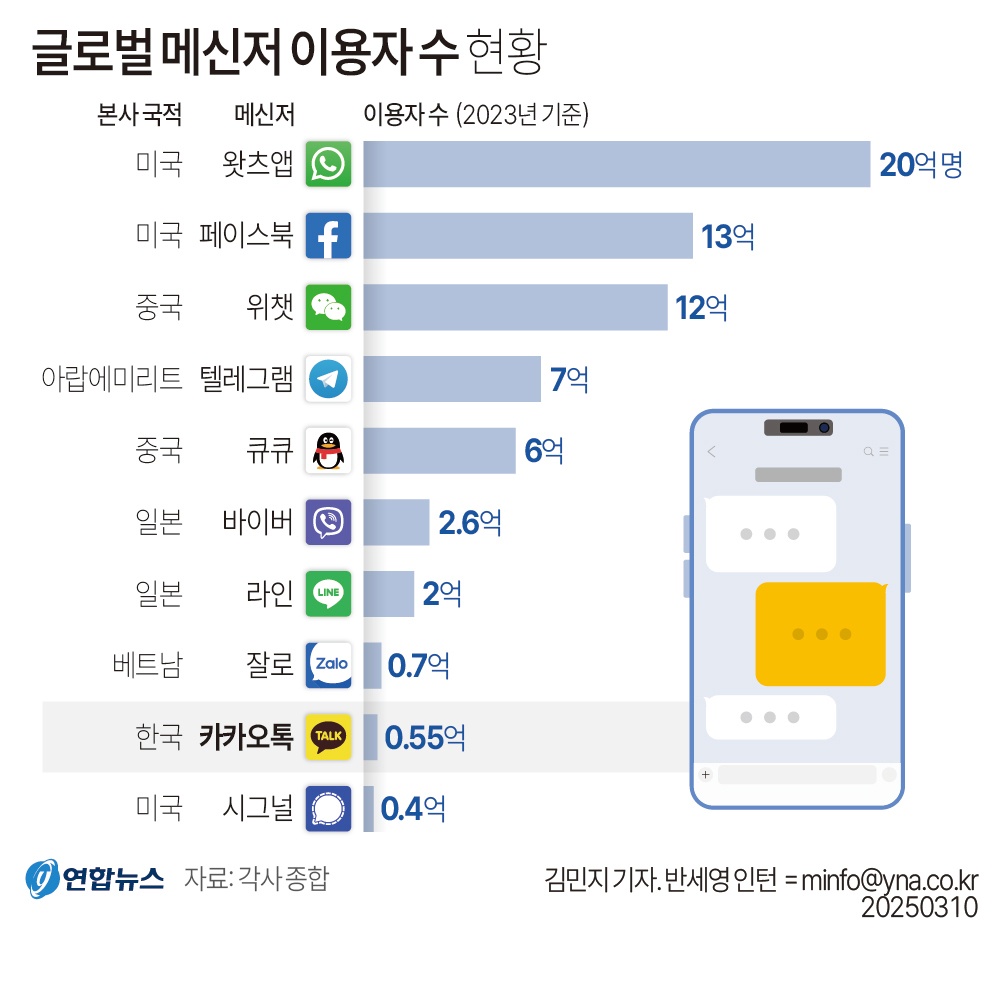 글로벌 메신저 이용자 수 현황
본사 국적 메신저 이용자 수 (2023년 기준)
미국 왓츠앱 20억 명
미국 페이스북 13억
중국 위챗 12억
아랍에미리트 텔레그램 7억
중국 큐큐 6억
일본 바이버 2.6억
일본 라인 LINE 2억
베트남 잘로 Zalo 0.7억
한국 카카오톡 TALK 0.55억
미국 시그널 0.4억
연합뉴스 자료: 각사 종합
김민지 기자. 반세영 인턴 = minfo@yna.co.kr
20250310